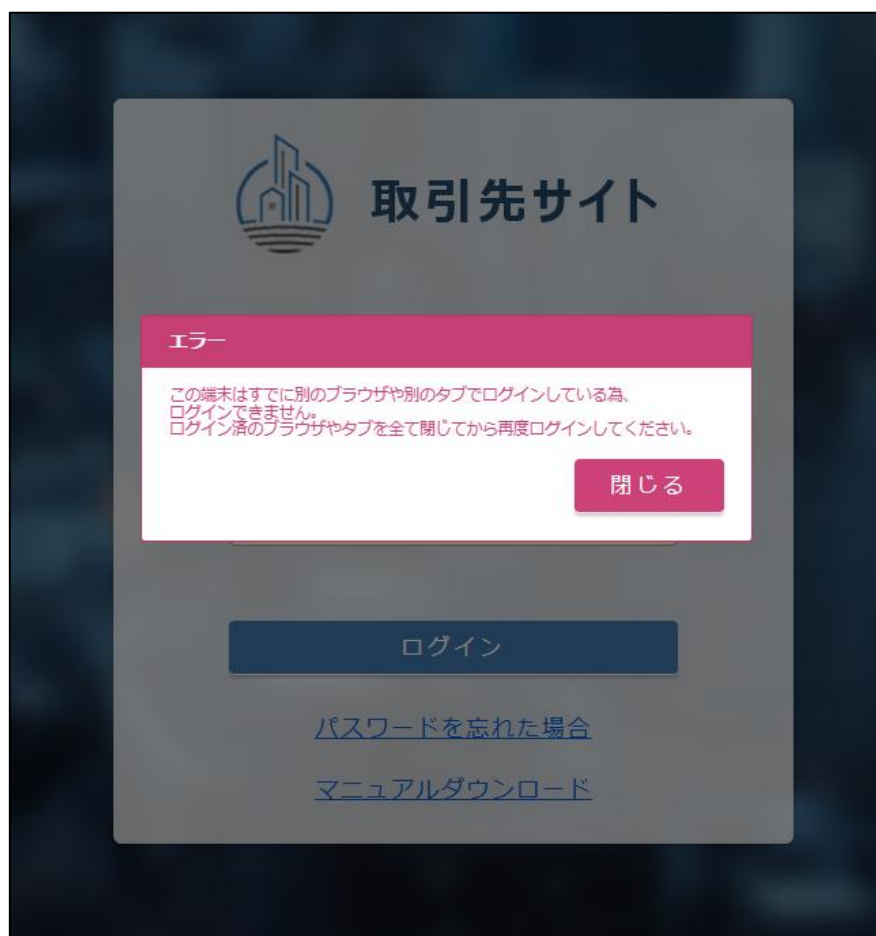 取引先サイト
エラー
この端末はすでに別のブラウザや別のタブでログインしている為、
ログインできません。
ログイン済のブラウザやタブを全て閉じてから再度ログインしてください。
閉じる
ログイン
パスワードを忘れた場合
マニュアルダウンロード